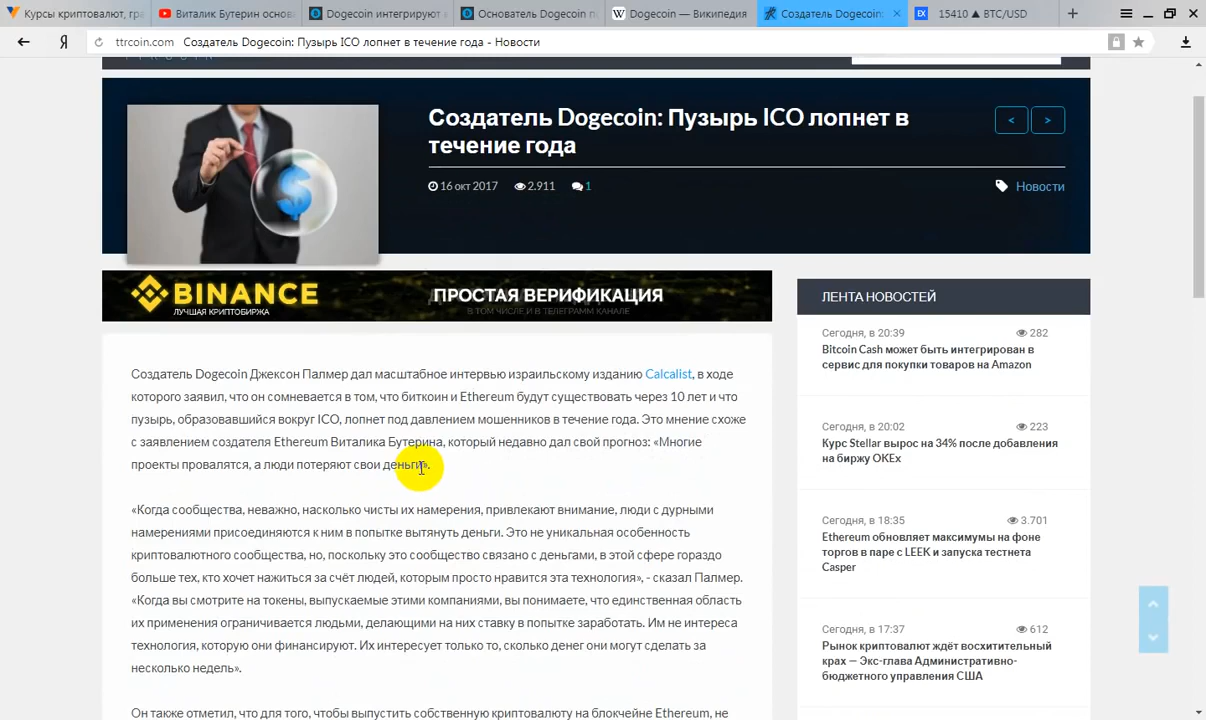 Курсы криптовалют, гра
Виталик Бутерин основа
Dogecoin интегрируют
Основатель Dogecoin п
Dogecoin — Википедия
Создатель Dogecoin:
15410 ▲ BTC/USD
ttrcoin.com Создатель Dogecoin: Пузырь ICO лопнет в течение года - Новости
Создатель Dogecoin: Пузырь ICO лопнет в
течение года
< >
16 окт 2017 2.911 1 Новости
BINANCE
ЛУЧШАЯ КРИПТОБИРЖА
ПРОСТАЯ ВЕРИФИКАЦИЯ
В ТОМ ЧИСЛЕ И В ТЕЛЕГРАММ КАНАЛЕ
Создатель Dogecoin Джексон Палмер дал масштабное интервью израильскому изданию Calcalist, в ходе
которого заявил, что он сомневается в том, что биткоин и Ethereum будут существовать через 10 лет и что
пузырь, образовавшийся вокруг ICO, лопнет под давлением мошенников в течение года. Это мнение схоже
с заявлением создателя Ethereum Виталика Бутерина, который недавно дал свой прогноз: «Многие
проекты провалятся, а люди потеряют свои деньги».
«Когда сообщества, неважно, насколько чисты их намерения, привлекают внимание, люди с дурными
намерениями присоединяются к ним в попытке вытянуть деньги. Это не уникальная особенность
криптовалютного сообщества, но, поскольку это сообщество связано с деньгами, в этой сфере гораздо
больше тех, кто хочет нажиться за счёт людей, которым просто нравится эта технология», - сказал Палмер.
«Когда вы смотрите на токены, выпускаемые этими компаниями, вы понимаете, что единственная область
их применения ограничивается людьми, делающими на них ставку в попытке заработать. Им не интереса
технология, которую они финансируют. Их интересует только то, сколько денег они могут сделать за
несколько недель».
Он также отметил, что для того, чтобы выпустить собственную криптовалюту на блокчейне Ethereum, не
ЛЕНТА НОВОСТЕЙ
Сегодня, в 20:39 282
Bitcoin Cash может быть интегрирован в
сервис для покупки товаров на Amazon
Сегодня, в 20:02 223
Курс Stellar вырос на 34% после добавления
на биржу OKEx
Сегодня, в 18:35 3.701
Ethereum обновляет максимумы на фоне
торгов в паре с LEEK и запуска тестнета
Casper
Сегодня, в 17:37 612
Рынок криптовалют ждёт восхитительный
крах — Экс-глава Административно-
бюджетного управления США